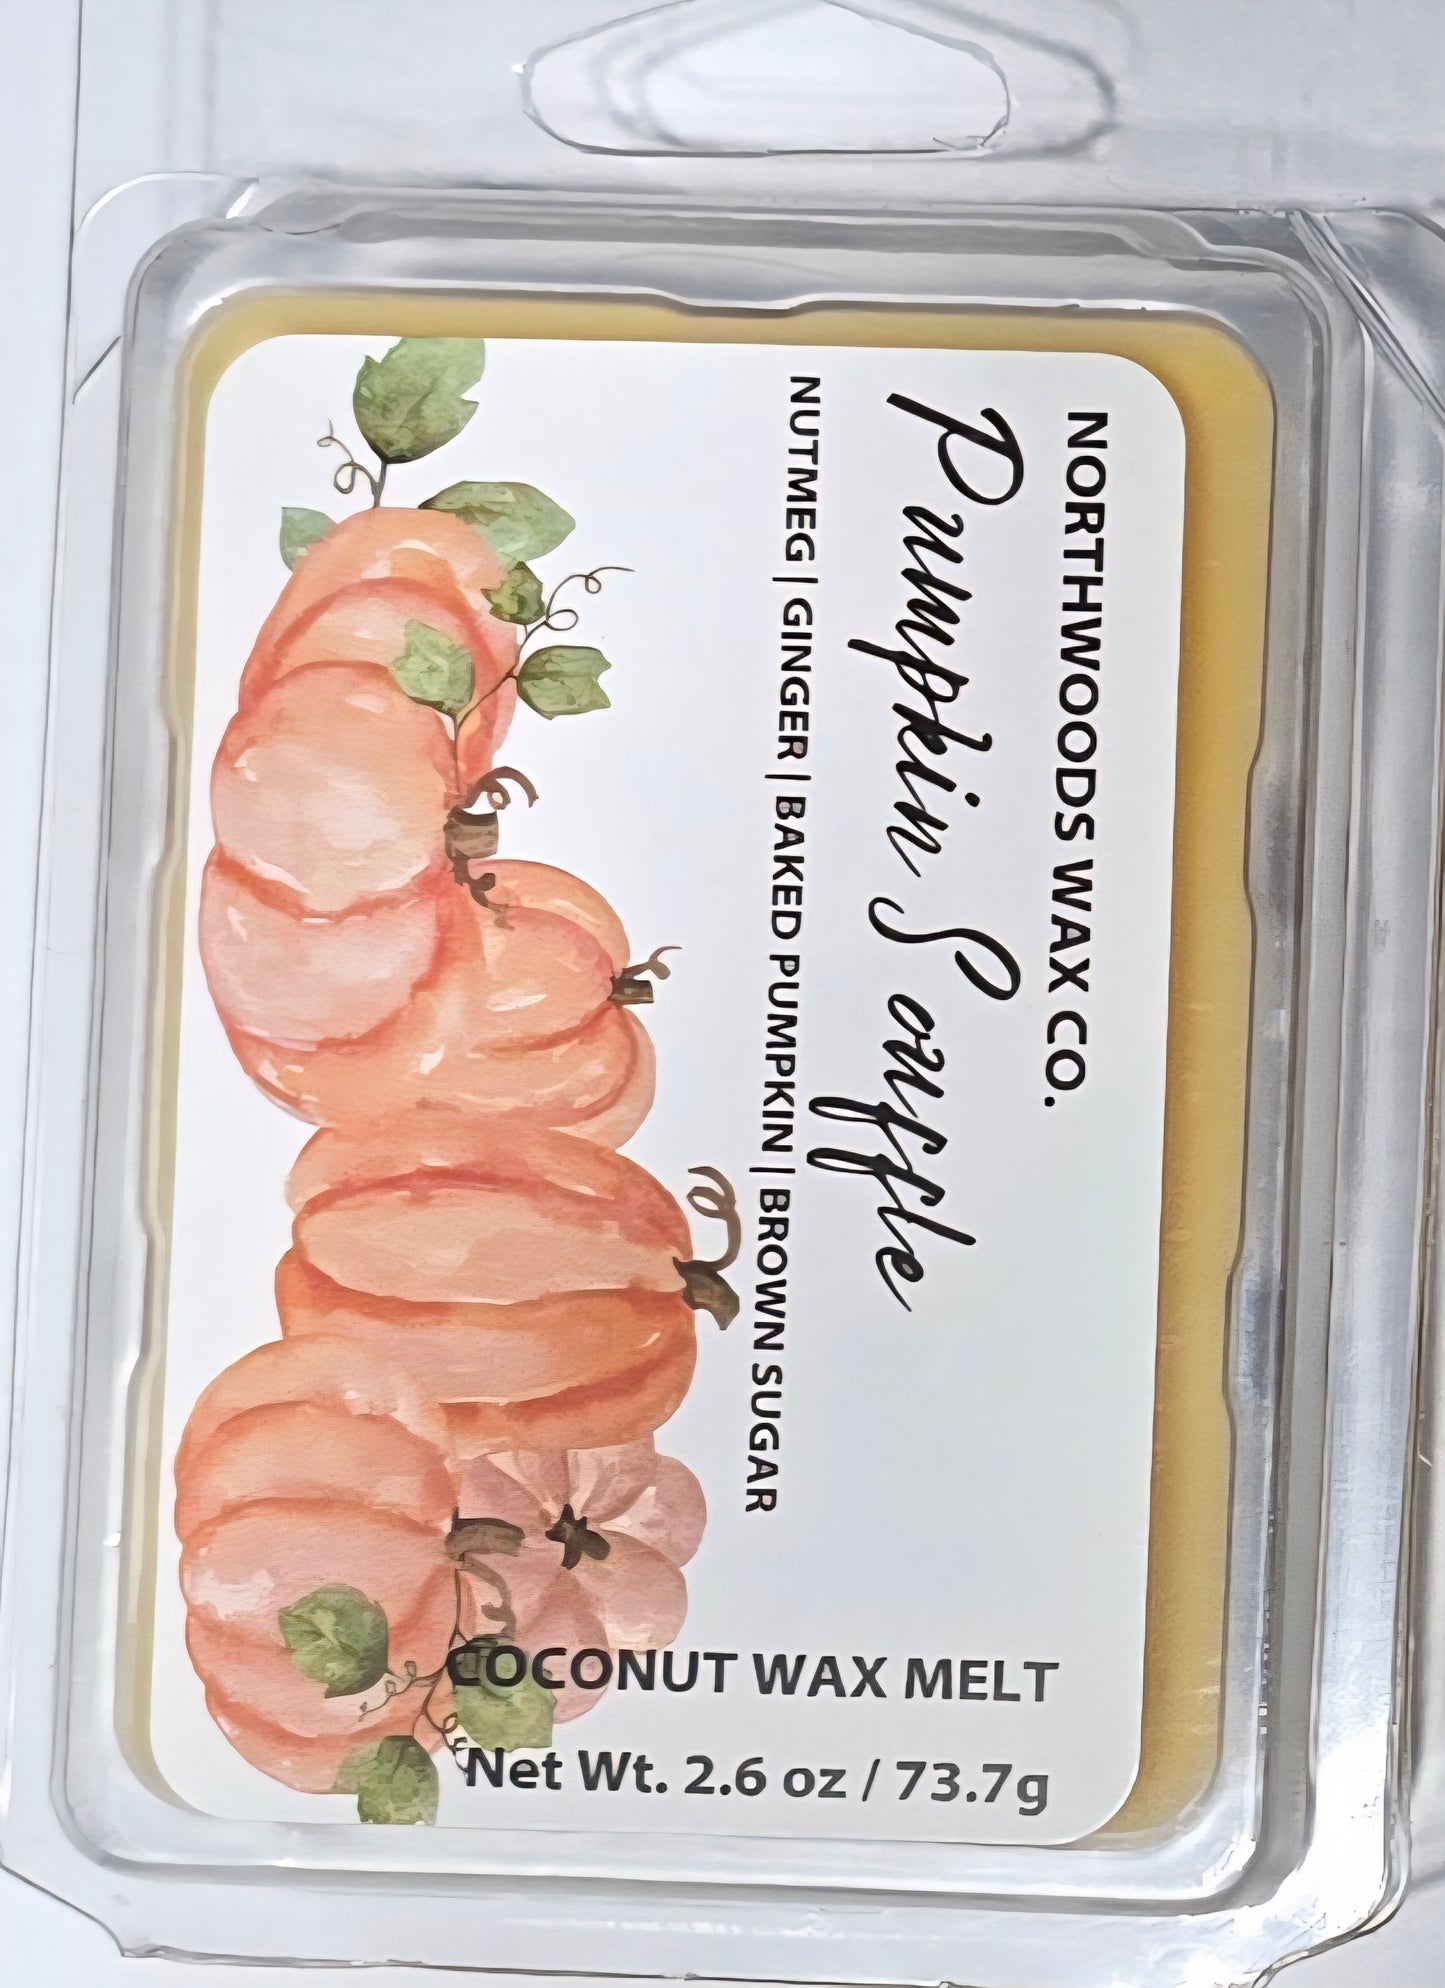 NORTHWOODS WAX CO.
Pumpkin Souffle
NUTMEG | GINGER | BAKED PUMPKIN | BROWN SUGAR
COCONUT WAX MELT
Net Wt. 2.6 oz / 73.7g